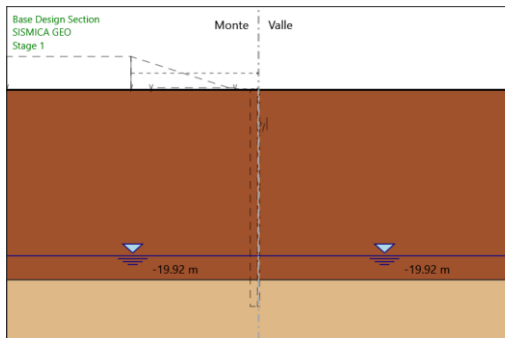 Base Design Section
SISMICA GEO
Stage 1
Monte
Valle
-19.92 m
-19.92 m